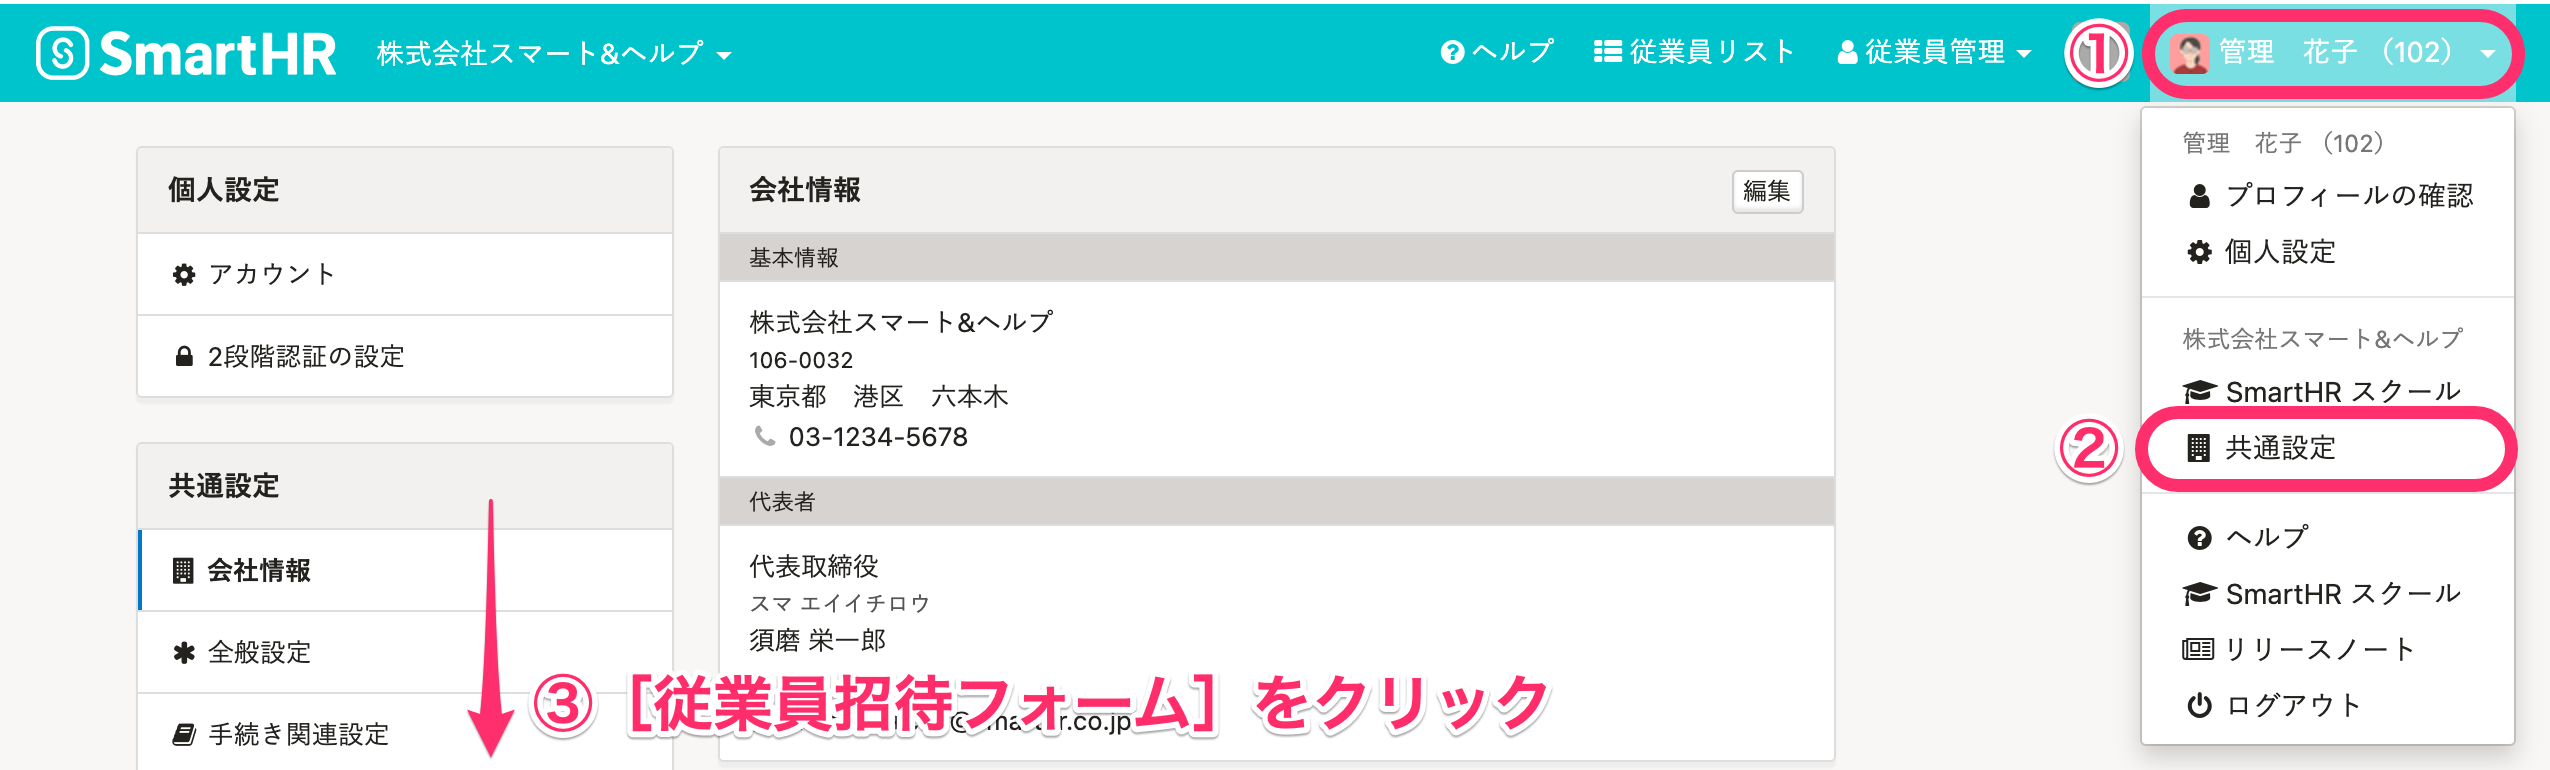 SmartHR 株式会社スマート&ヘルプ ヘルプ 従業員リスト 従業員管理 ① 管理 花子 （102）
個人設定
アカウント
2段階認証の設定
共通設定
会社情報
全般設定
手続き関連設定
会社情報 編集
基本情報
株式会社スマート&ヘルプ
106-0032
東京都 港区 六本木
03-1234-5678
代表者
代表取締役
スマ エイイチロウ
須磨 栄一郎
③［従業員招待フォーム］をクリック
管理 花子 （102）
プロフィールの確認
個人設定
株式会社スマート&ヘルプ
SmartHR スクール
② 共通設定
ヘルプ
SmartHR スクール
リリースノート
ログアウト